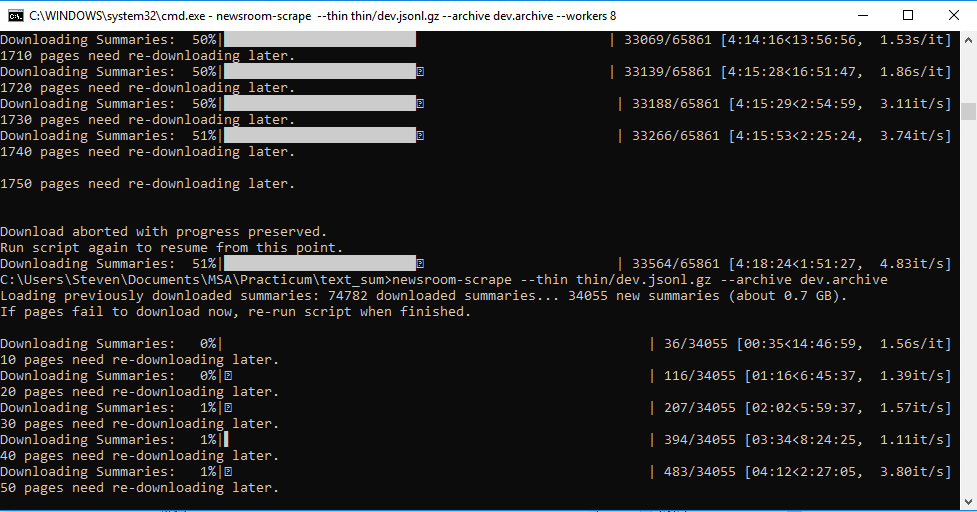 C:\WINDOWS\system32\cmd.exe - newsroom-scrape --thin thin/dev.jsonl.gz --archive dev.archive --workers 8
Downloading Summaries:  50%| | 33069/65861 [4:14:16<13:56:56,  1.53s/it]
1710 pages need re-downloading later.
Downloading Summaries:  50%| | 33139/65861 [4:15:28<16:51:47,  1.86s/it]
1720 pages need re-downloading later.
Downloading Summaries:  50%| | 33188/65861 [4:15:29<2:54:59,  3.11it/s]
1730 pages need re-downloading later.
Downloading Summaries:  51%| | 33266/65861 [4:15:53<2:25:24,  3.74it/s]
1740 pages need re-downloading later.
1750 pages need re-downloading later.
Download aborted with progress preserved.
Run script again to resume from this point.
Downloading Summaries:  51%| | 33564/65861 [4:18:24<1:51:27,  4.83it/s]
C:\Users\Steven\Documents\MSA\Practicum\text_sum>newsroom-scrape --thin thin/dev.jsonl.gz --archive dev.archive
Loading previously downloaded summaries: 74782 downloaded summaries... 34055 new summaries (about 0.7 GB).
If pages fail to download now, re-run script when finished.
Downloading Summaries:   0%| | 36/34055 [00:35<14:46:59,  1.56s/it]
10 pages need re-downloading later.
Downloading Summaries:   0%| | 116/34055 [01:16<6:45:37,  1.39it/s]
20 pages need re-downloading later.
Downloading Summaries:   1%| | 207/34055 [02:02<5:59:37,  1.57it/s]
30 pages need re-downloading later.
Downloading Summaries:   1%| | 394/34055 [03:34<8:24:25,  1.11it/s]
40 pages need re-downloading later.
Downloading Summaries:   1%| | 483/34055 [04:12<2:27:05,  3.80it/s]
50 pages need re-downloading later.